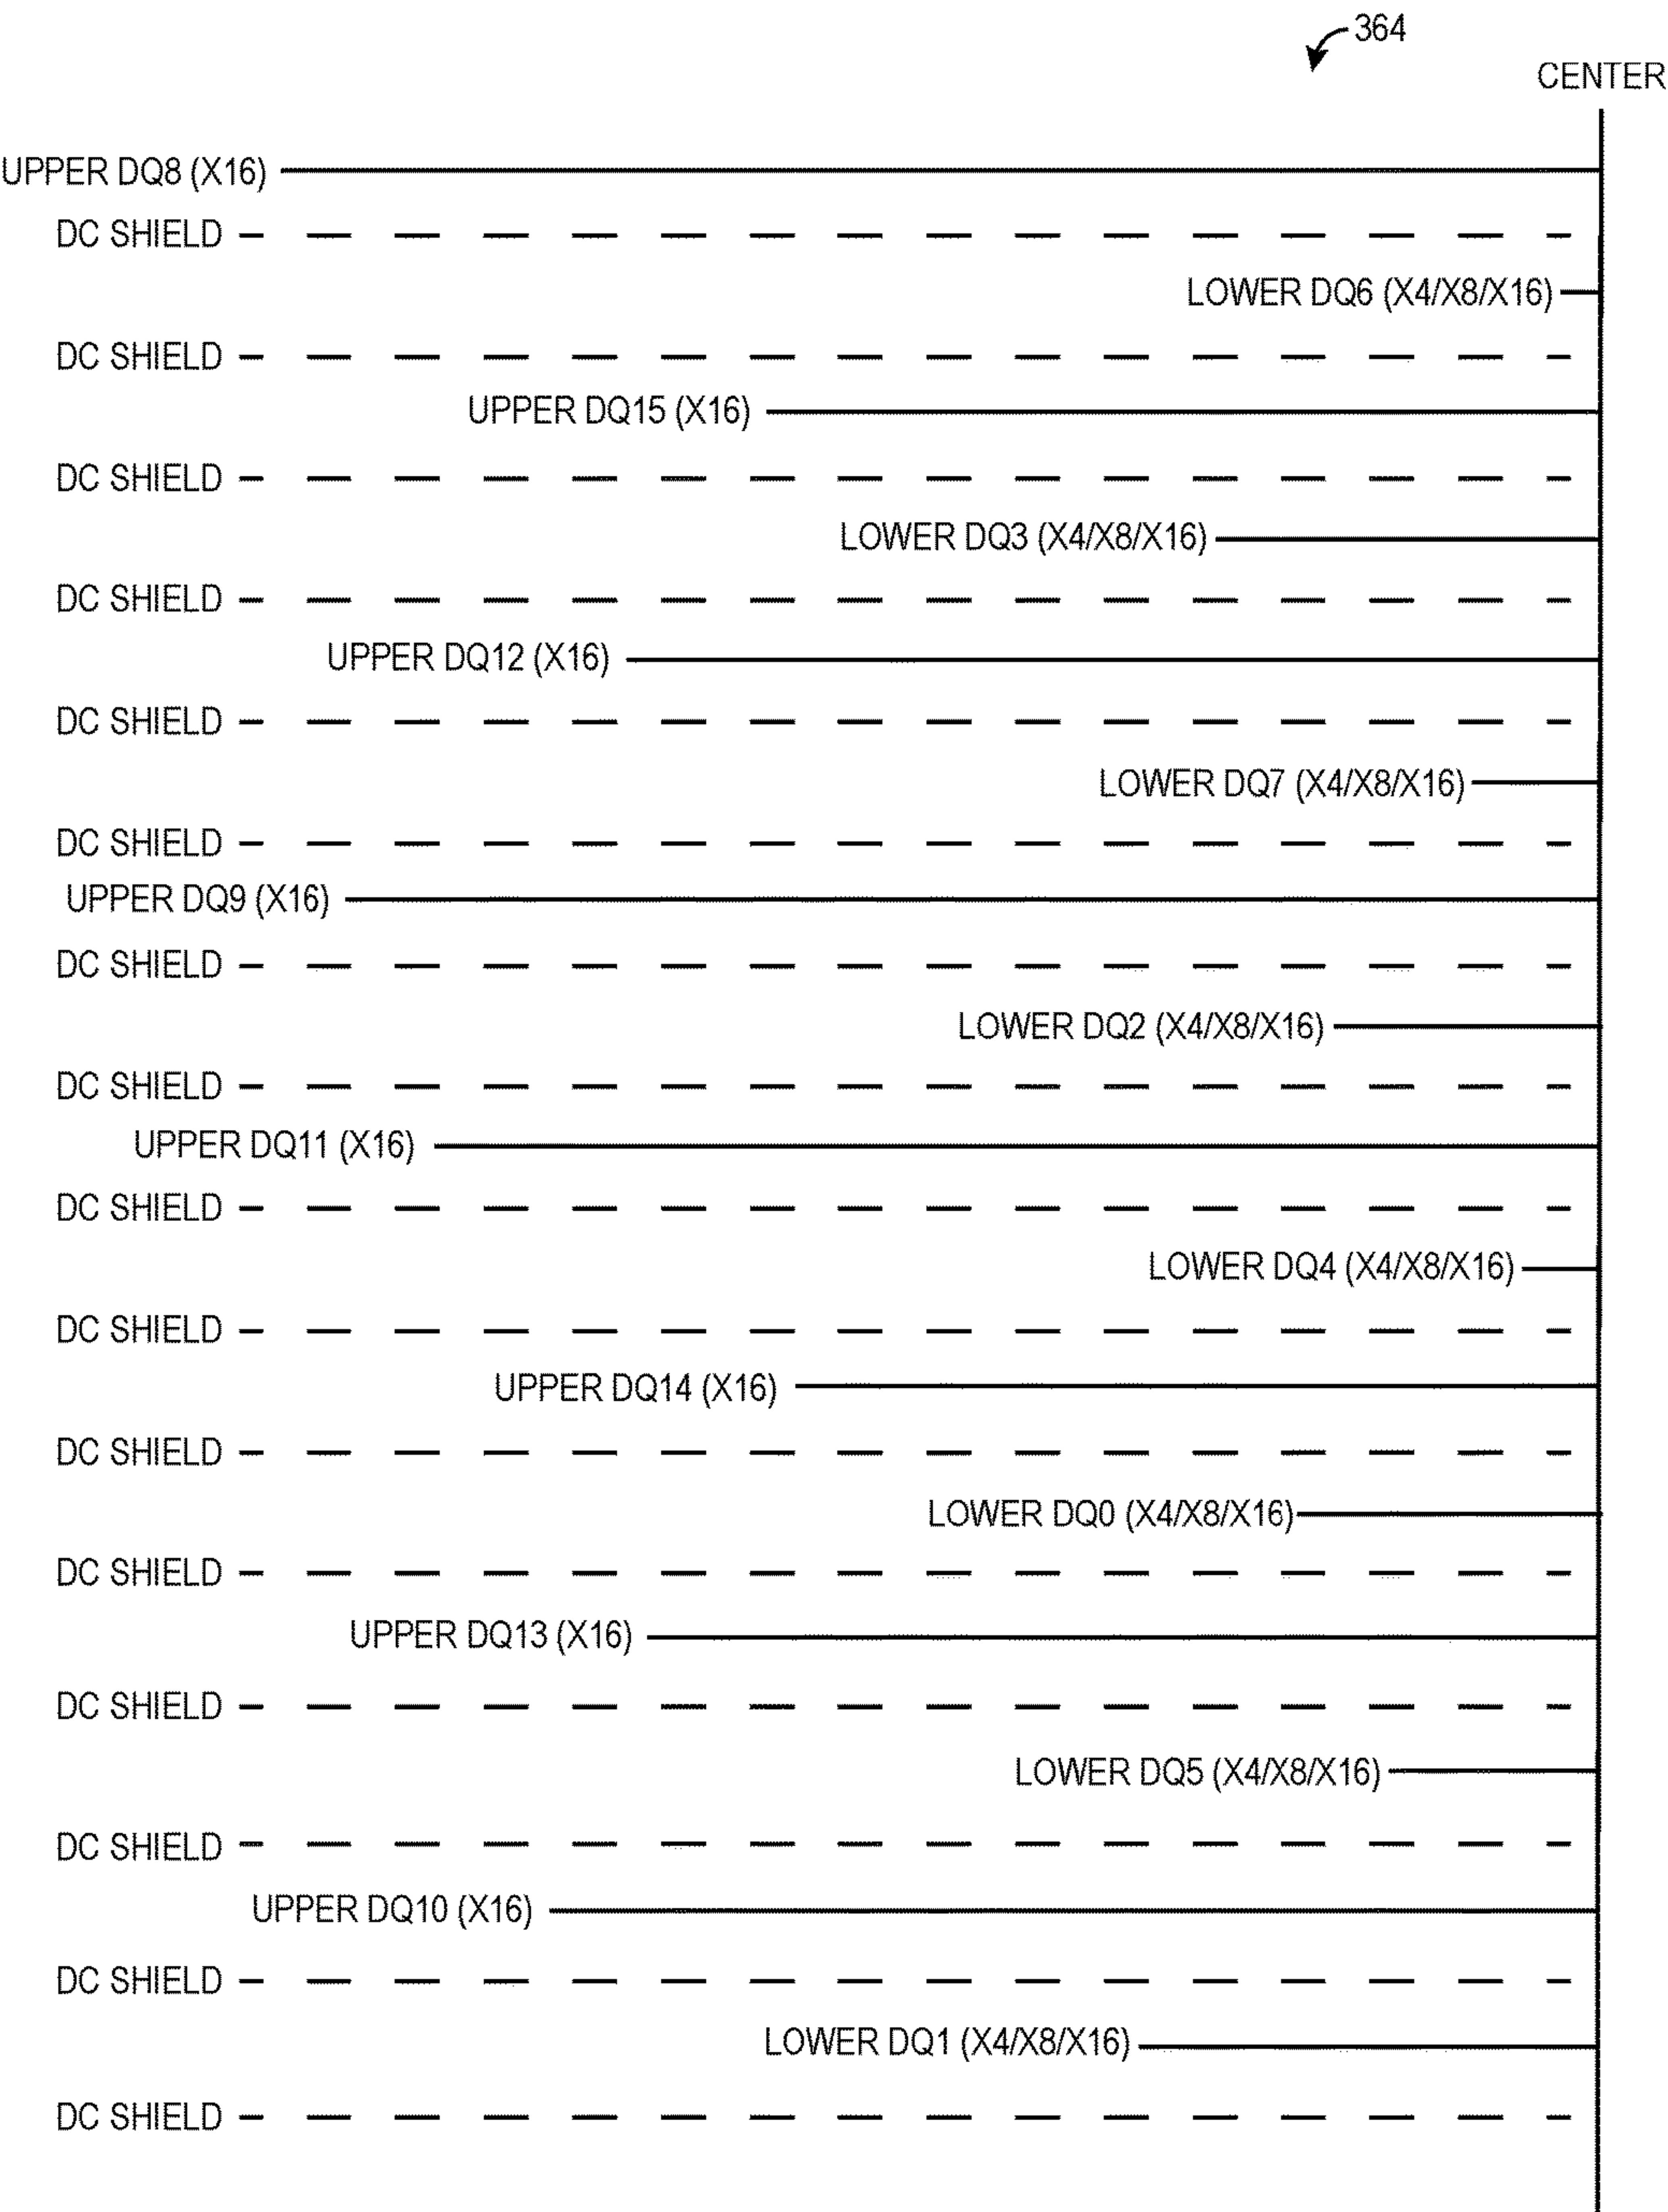 364
CENTER
UPPER DQ8 (X16)
DC SHIELD
LOWER DQ6 (X4/X8/X16)
DC SHIELD
UPPER DQ15 (X16)
DC SHIELD
LOWER DQ3 (X4/X8/X16)
DC SHIELD
UPPER DQ12 (X16)
DC SHIELD
LOWER DQ7 (X4/X8/X16)
DC SHIELD
UPPER DQ9 (X16)
DC SHIELD
LOWER DQ2 (X4/X8/X16)
DC SHIELD
UPPER DQ11 (X16)
DC SHIELD
LOWER DQ4 (X4/X8/X16)
DC SHIELD
UPPER DQ14 (X16)
DC SHIELD
LOWER DQ0 (X4/X8/X16)
DC SHIELD
UPPER DQ13 (X16)
DC SHIELD
LOWER DQ5 (X4/X8/X16)
DC SHIELD
UPPER DQ10 (X16)
DC SHIELD
LOWER DQ1 (X4/X8/X16)
DC SHIELD